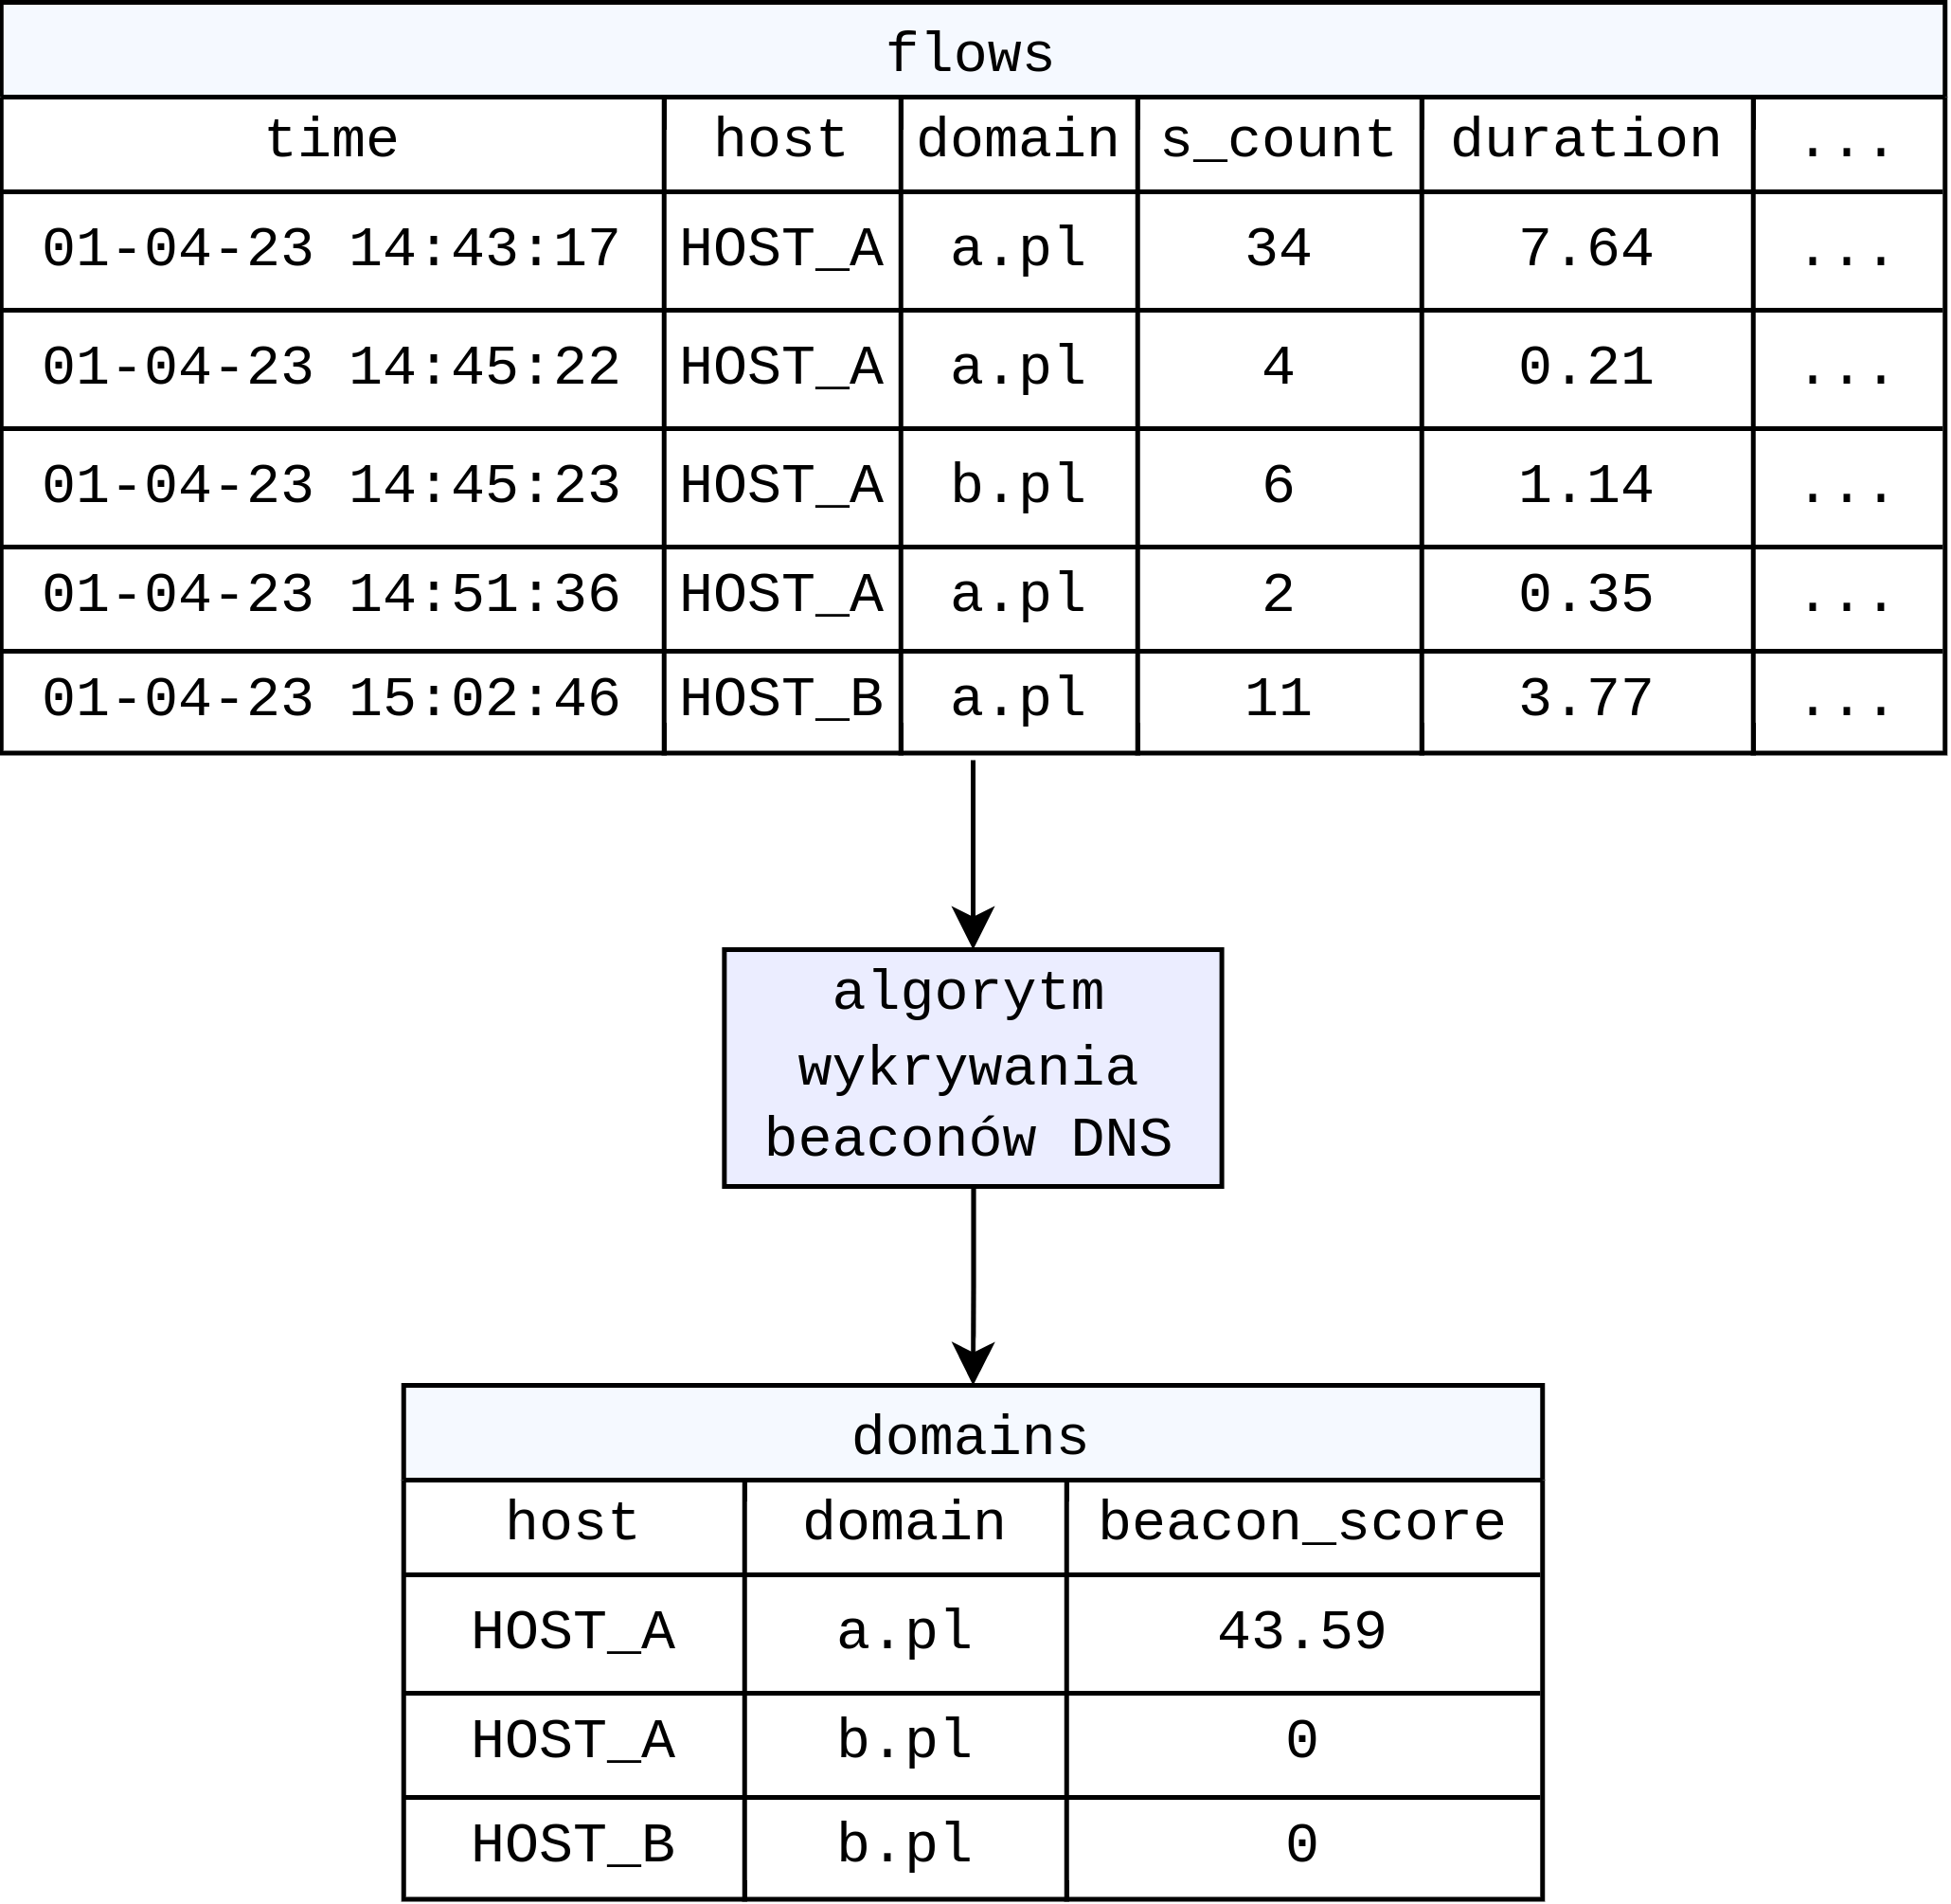 flows
time host domain s_count duration ...
01-04-23 14:43:17 HOST_A a.pl 34 7.64 ...
01-04-23 14:45:22 HOST_A a.pl 4 0.21 ...
01-04-23 14:45:23 HOST_A b.pl 6 1.14 ...
01-04-23 14:51:36 HOST_A a.pl 2 0.35 ...
01-04-23 15:02:46 HOST_B a.pl 11 3.77 ...
algorytm
wykrywania
beaconów DNS
domains
host domain beacon_score
HOST_A a.pl 43.59
HOST_A b.pl 0
HOST_B b.pl 0